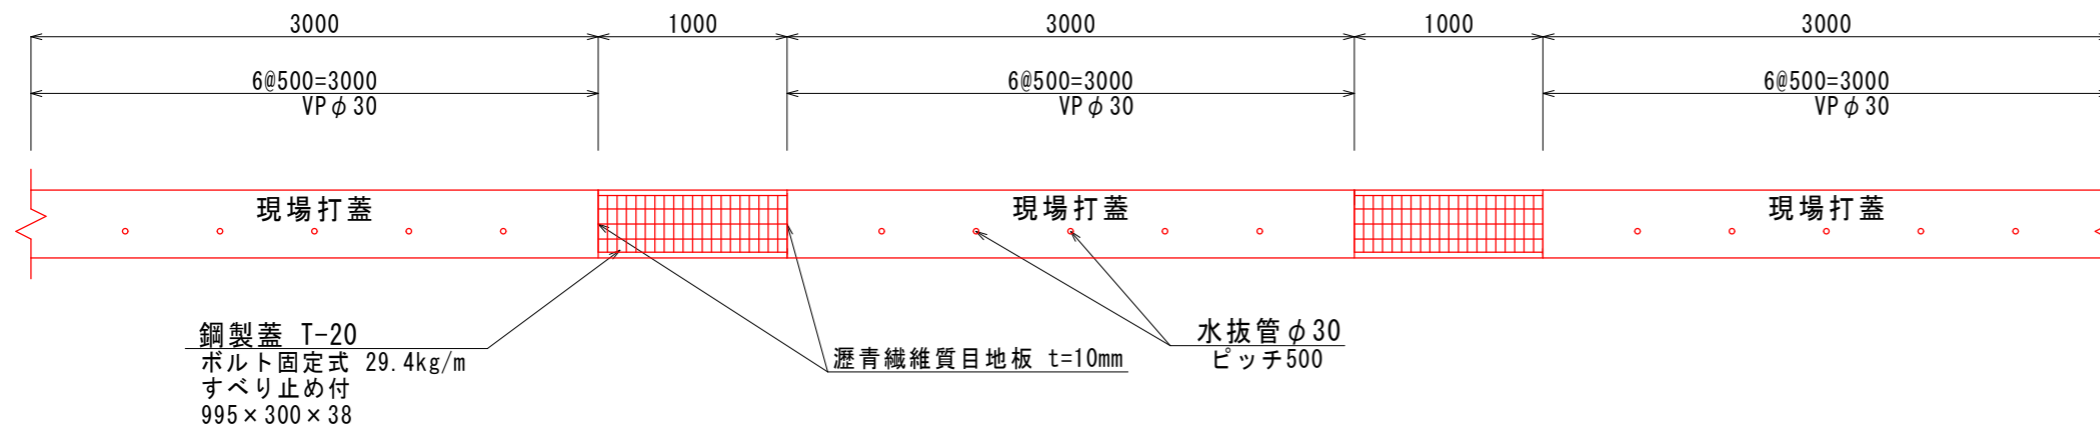 3000 1000 3000 1000 3000
6@500=3000 6@500=3000 6@500=3000
VPφ30 VPφ30 VPφ30
現場打蓋 現場打蓋 現場打蓋
鋼製蓋 T-20
ボルト固定式 29.4kg/m
すべり止め付
995×300×38
瀝青繊維質目地板 t=10mm
水抜管φ30
ピッチ500